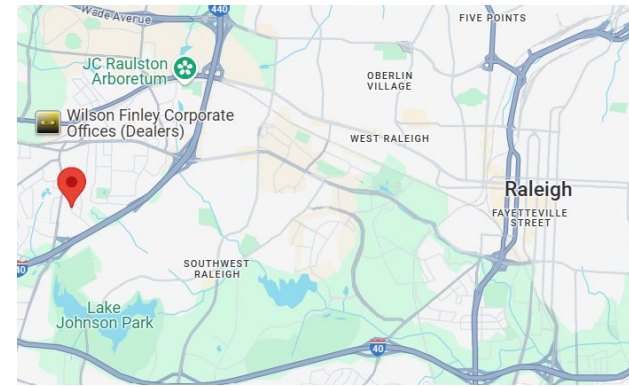 Wade Avenue
440
FIVE POINTS
JC Raulston
Arboretum
OBERLIN
VILLAGE
Wilson Finley Corporate
Offices (Dealers)
WEST RALEIGH
Raleigh
FAYETTEVILLE
STREET
SOUTHWEST
RALEIGH
40
Lake
Johnson Park
40